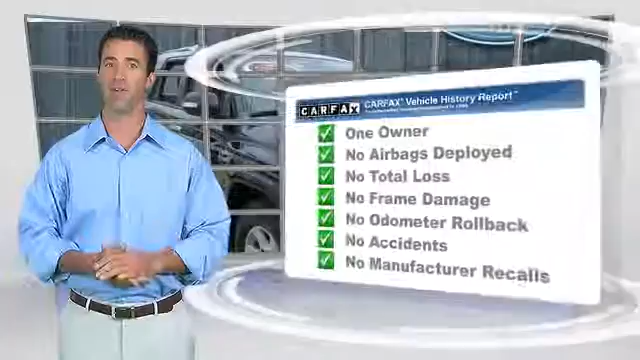 CARFAX CARFAX Vehicle History Report™
One Owner
No Airbags Deployed
No Total Loss
No Frame Damage
No Odometer Rollback
No Accidents
No Manufacturer Recalls